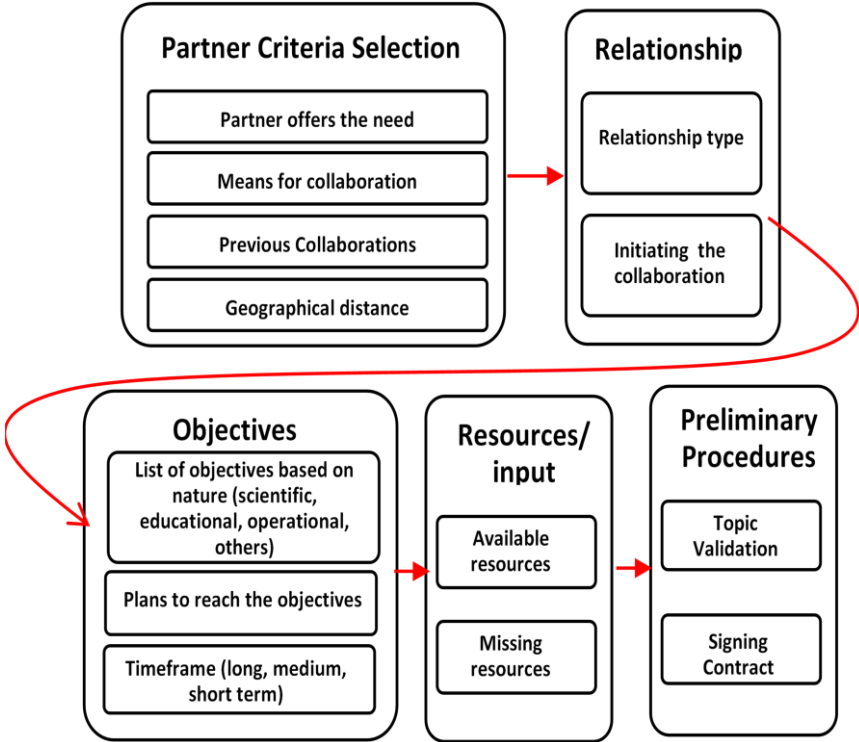 Partner Criteria Selection
Partner offers the need
Means for collaboration
Previous Collaborations
Geographical distance
Relationship
Relationship type
Initiating the
collaboration
Objectives
List of objectives based on
nature (scientific,
educational, operational,
others)
Plans to reach the objectives
Timeframe (long, medium,
short term)
Resources/
input
Available
resources
Missing
resources
Preliminary
Procedures
Topic
Validation
Signing
Contract